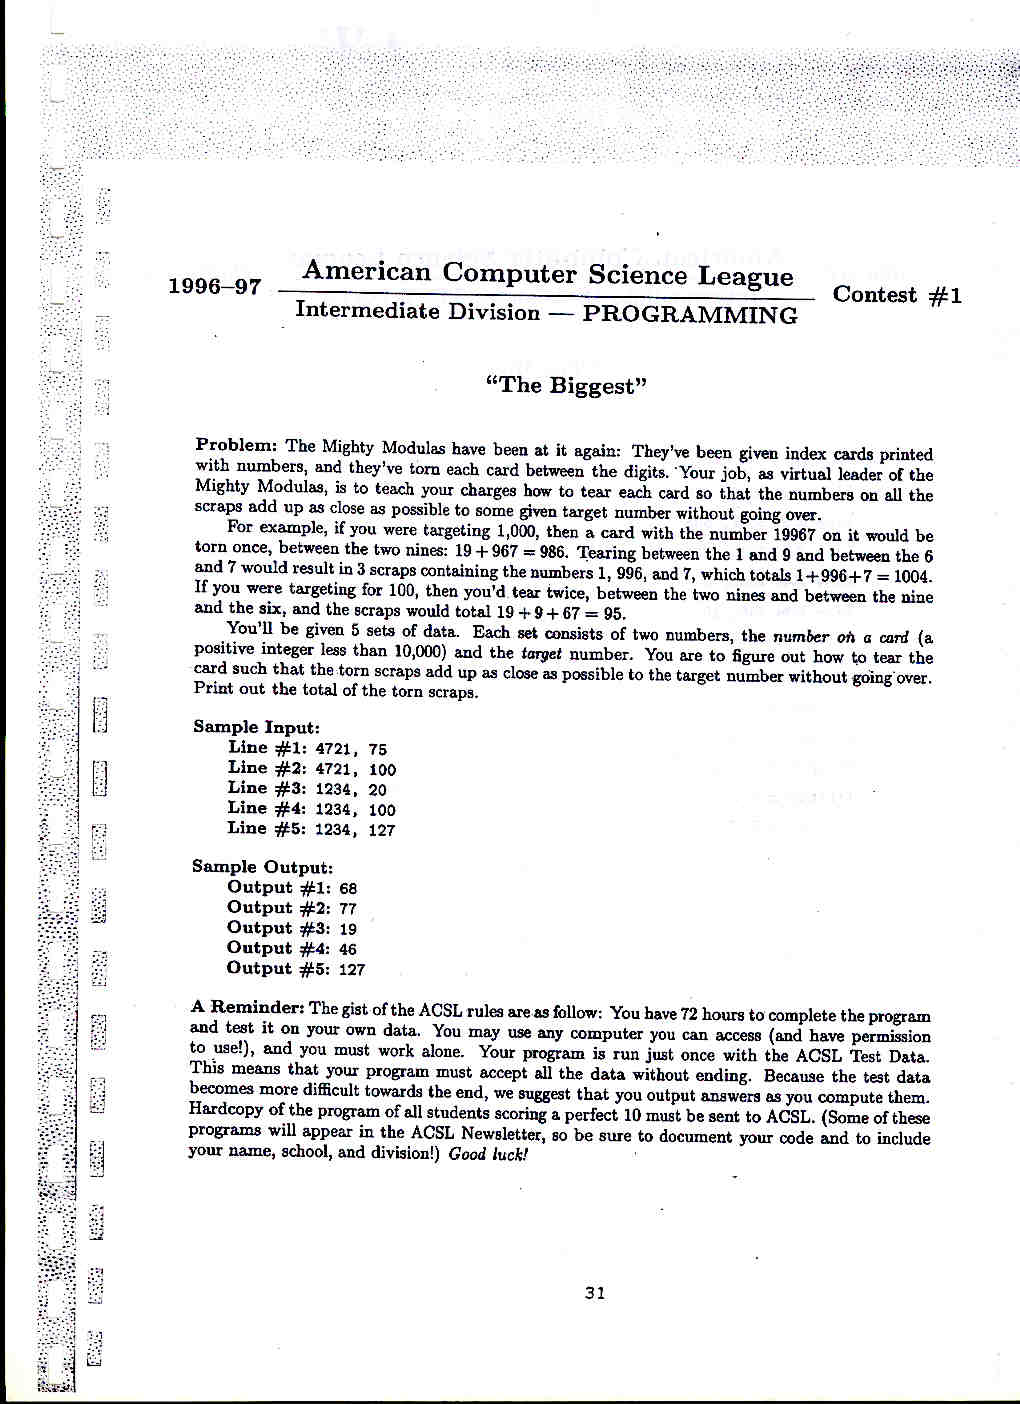 1996–97 American Computer Science League Contest #1
Intermediate Division — PROGRAMMING
“The Biggest”
Problem: The Mighty Modulas have been at it again: They've been given index cards printed
with numbers, and they've torn each card between the digits. Your job, as virtual leader of the
Mighty Modulas, is to teach your charges how to tear each card so that the numbers on all the
scraps add up as close as possible to some given target number without going over.
For example, if you were targeting 1,000, then a card with the number 19967 on it would be
torn once, between the two nines: 19 + 967 = 986. Tearing between the 1 and 9 and between the 6
and 7 would result in 3 scraps containing the numbers 1, 996, and 7, which totals 1+996+7 = 1004.
If you were targeting for 100, then you'd tear twice, between the two nines and between the nine
and the six, and the scraps would total 19 + 9 + 67 = 95.
You'll be given 5 sets of data. Each set consists of two numbers, the number on a card (a
positive integer less than 10,000) and the target number. You are to figure out how to tear the
card such that the torn scraps add up as close as possible to the target number without going over.
Print out the total of the torn scraps.
Sample Input:
Line #1: 4721, 75
Line #2: 4721, 100
Line #3: 1234, 20
Line #4: 1234, 100
Line #5: 1234, 127
Sample Output:
Output #1: 68
Output #2: 77
Output #3: 19
Output #4: 46
Output #5: 127
A Reminder: The gist of the ACSL rules are as follow: You have 72 hours to complete the program
and test it on your own data. You may use any computer you can access (and have permission
to use!), and you must work alone. Your program is run just once with the ACSL Test Data.
This means that your program must accept all the data without ending. Because the test data
becomes more difficult towards the end, we suggest that you output answers as you compute them.
Hardcopy of the program of all students scoring a perfect 10 must be sent to ACSL. (Some of these
programs will appear in the ACSL Newsletter, so be sure to document your code and to include
your name, school, and division!) Good luck!
31